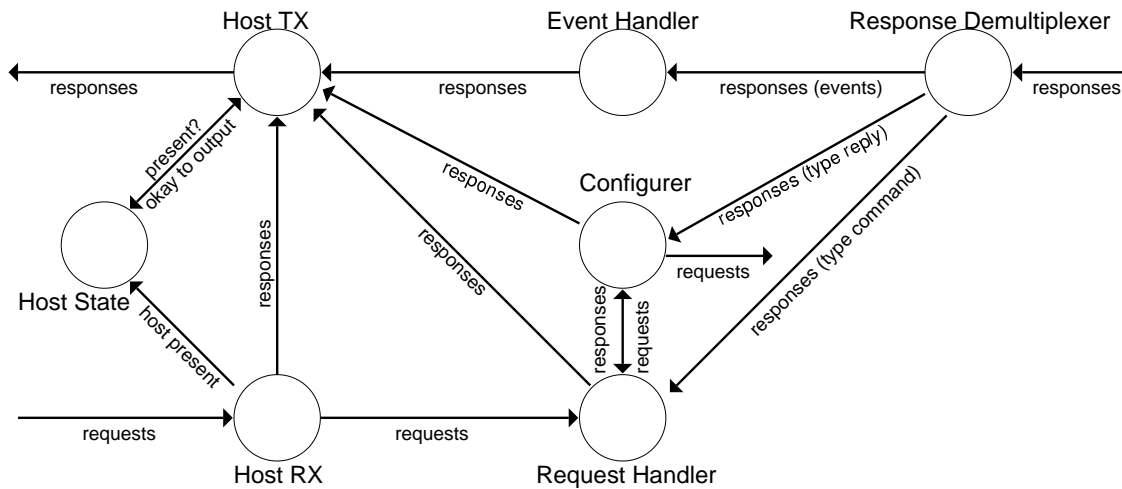 Host TX
Event Handler
Response Demultiplexer
responses
responses
responses (events)
responses
present?
okay to output
responses
Configurer
responses (type reply)
responses (type command)
Host State
host present
responses
responses
requests
responses
requests
requests
requests
Host RX
Request Handler